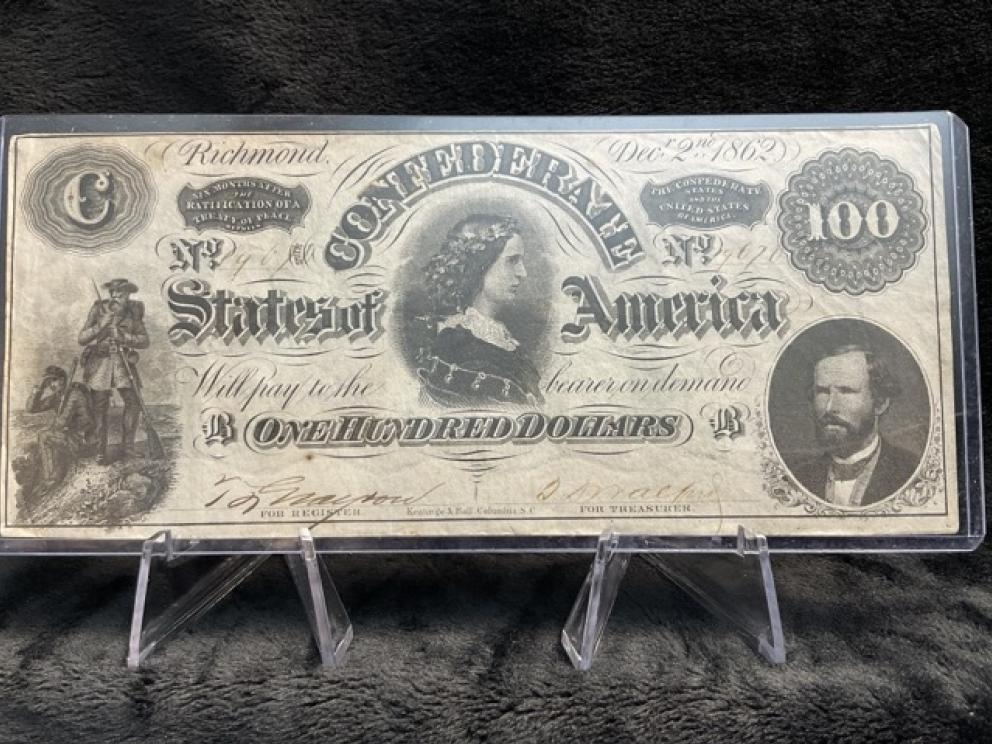 Richmond,
Decr. 2nd, 1862
C
SIX MONTHS AFTER
THE
RATIFICATION OF A
TREATY OF PEACE
BETWEEN
CONFEDERATE
THE CONFEDERATE
STATES
AND THE
UNITED STATES
OF AMERICA.
100
No.
No.
States of
America
Will pay to the
bearer on demand
B
ONE HUNDRED DOLLARS
B
FOR REGISTER.
Keatinge & Ball, Columbia S.C.
FOR TREASURER.